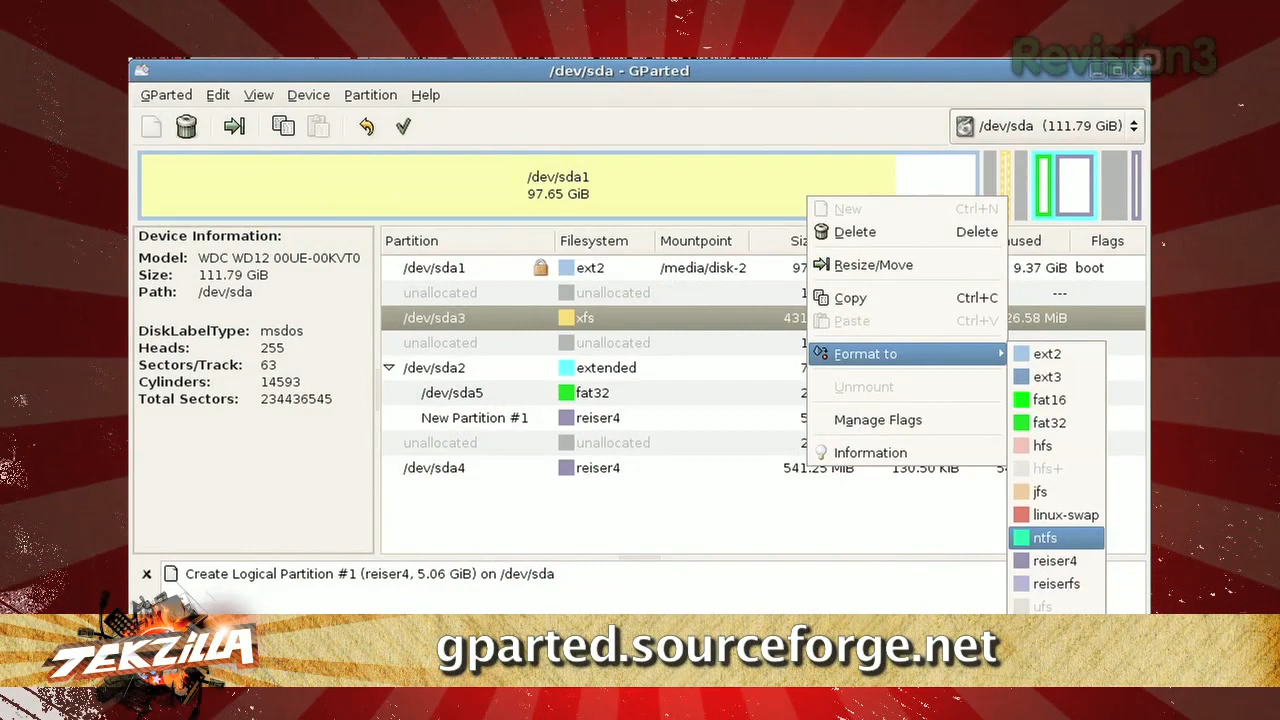 Revision3
/dev/sda - GParted
GParted Edit View Device Partition Help
/dev/sda (111.79 GiB)
/dev/sda1
97.65 GiB
Device Information:
Model: WDC WD12 00UE-00KVT0
Size: 111.79 GiB
Path: /dev/sda
DiskLabelType: msdos
Heads: 255
Sectors/Track: 63
Cylinders: 14593
Total Sectors: 234436545
Partition Filesystem Mountpoint Flags
/dev/sda1 ext2 /media/disk-2 9.37 GiB boot
unallocated unallocated ---
/dev/sda3 xfs
unallocated unallocated
/dev/sda2 extended
/dev/sda5 fat32
New Partition #1 reiser4
unallocated unallocated
/dev/sda4 reiser4 541.25 MiB 130.50 KiB
New Ctrl+N
Delete Delete
Resize/Move
Copy Ctrl+C
Paste Ctrl+V
Format to
Unmount
Manage Flags
Information
ext2
ext3
fat16
fat32
hfs
hfs+
jfs
linux-swap
ntfs
reiser4
reiserfs
ufs
x Create Logical Partition #1 (reiser4, 5.06 GiB) on /dev/sda
TEKZILLA
gparted.sourceforge.net